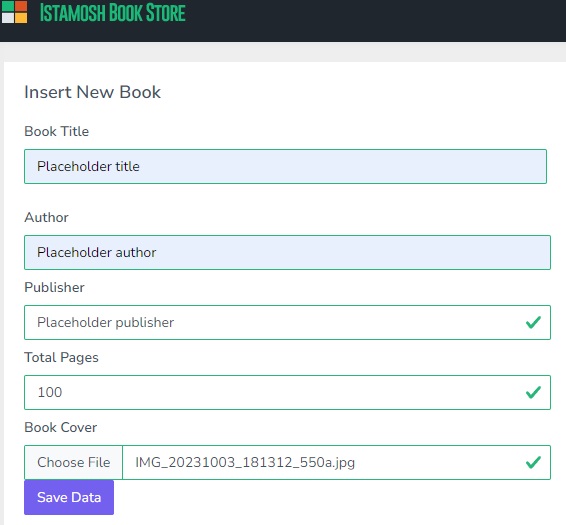 Istamosh Book Store
Insert New Book
Book Title
Placeholder title
Author
Placeholder author
Publisher
Placeholder publisher
Total Pages
100
Book Cover
Choose File IMG_20231003_181312_550a.jpg
Save Data